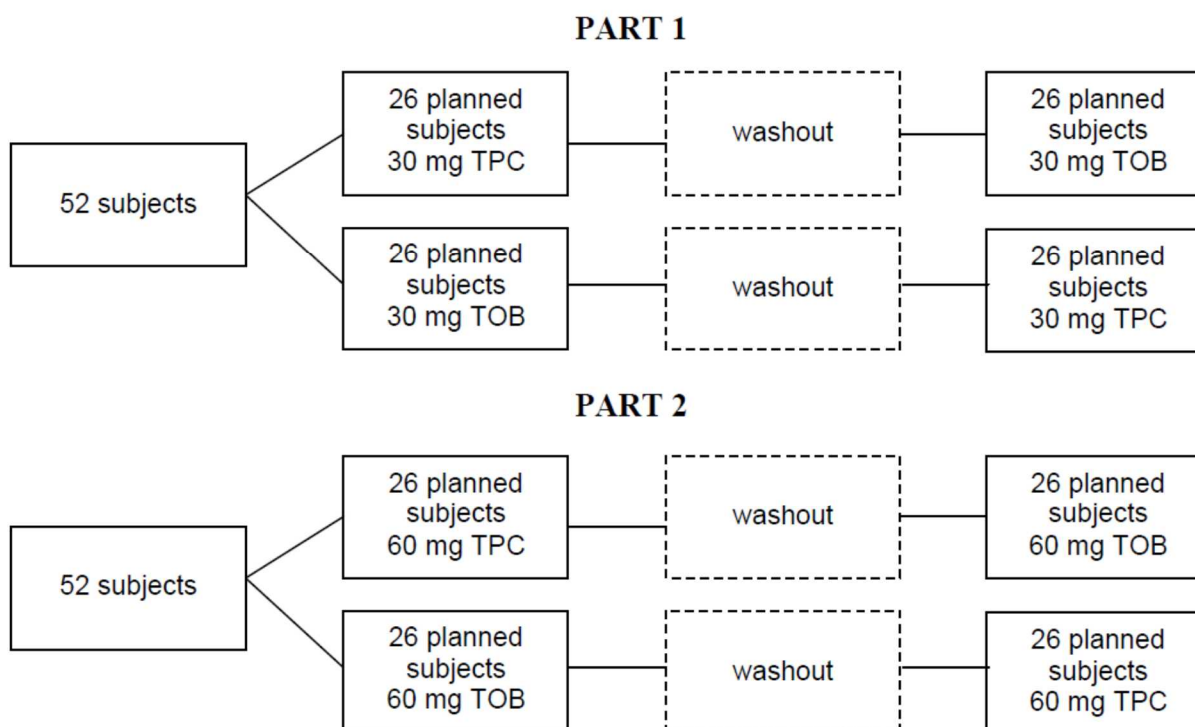 PART 1
52 subjects
26 planned
subjects
30 mg TPC
washout
26 planned
subjects
30 mg TOB
26 planned
subjects
30 mg TOB
washout
26 planned
subjects
30 mg TPC
PART 2
52 subjects
26 planned
subjects
60 mg TPC
washout
26 planned
subjects
60 mg TOB
26 planned
subjects
60 mg TOB
washout
26 planned
subjects
60 mg TPC